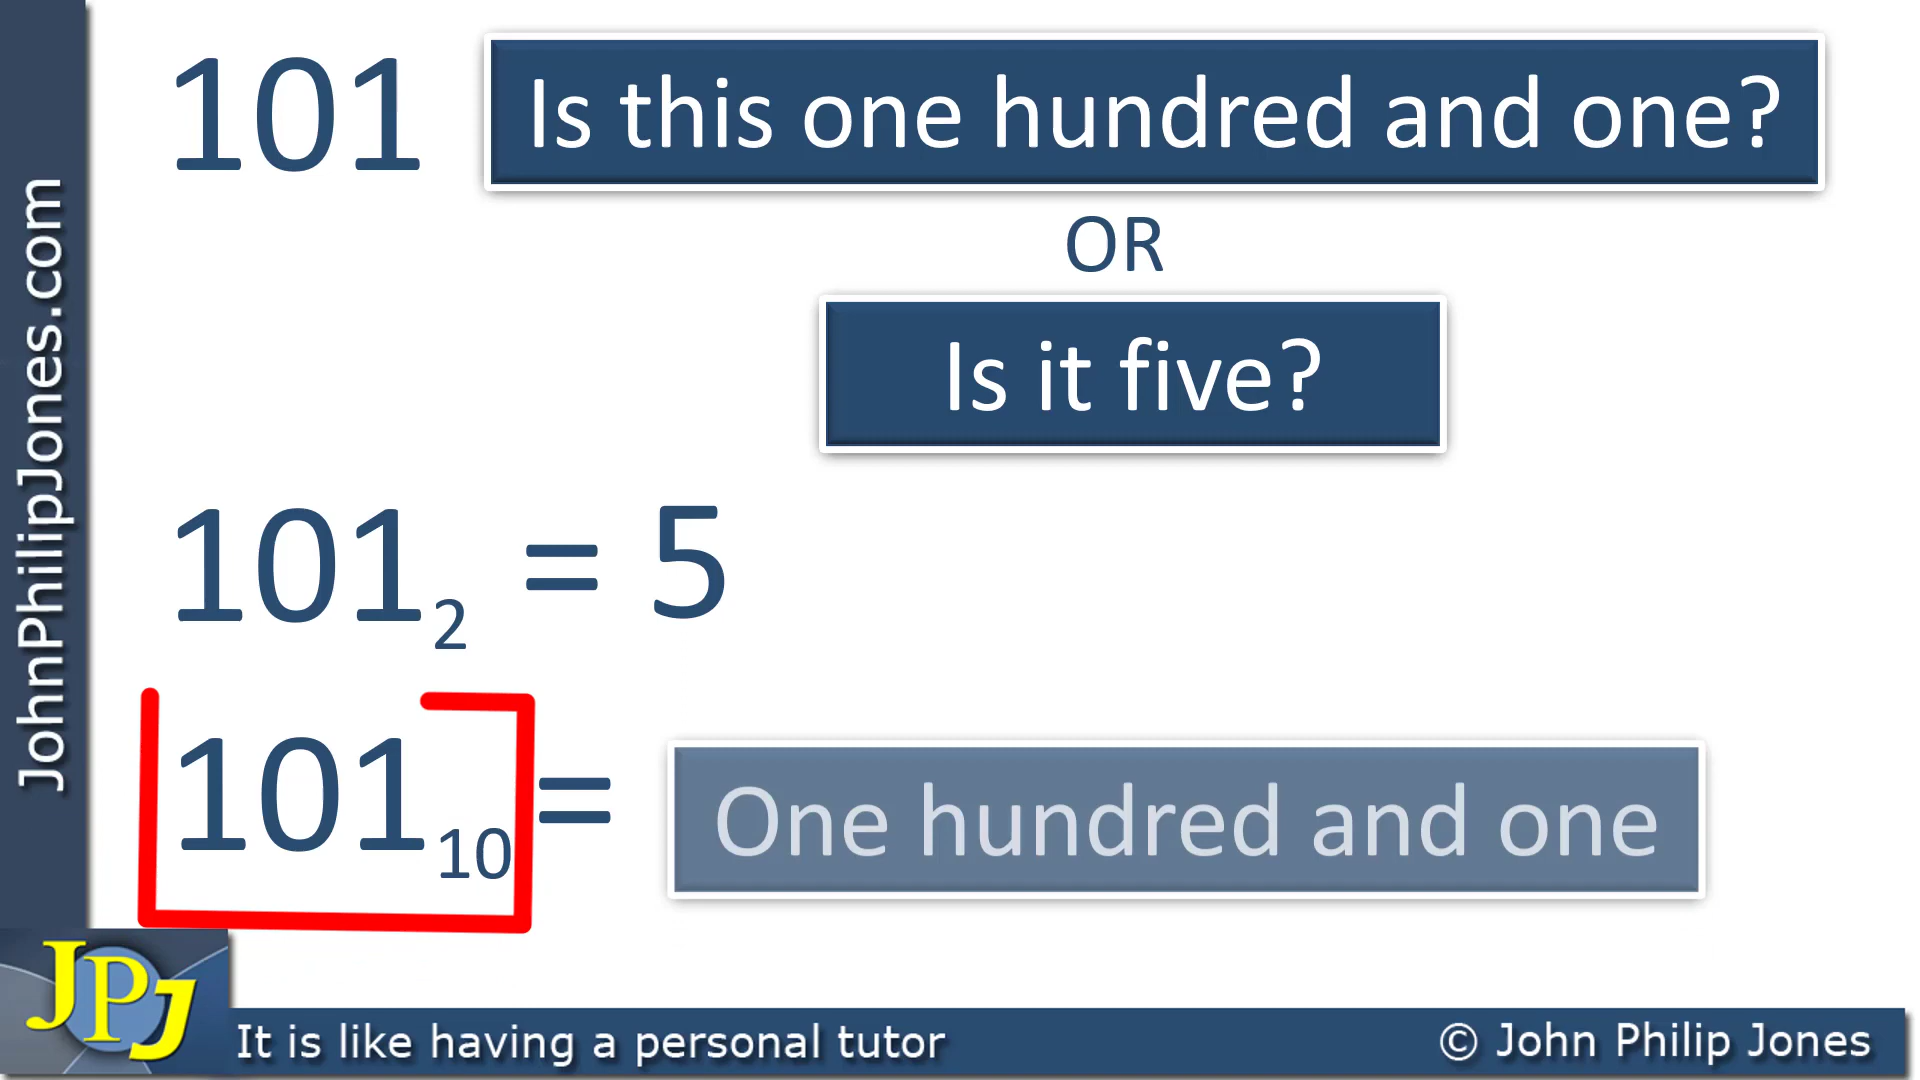 101 Is this one hundred and one?
OR
Is it five?
101₂ = 5
101₁₀ = One hundred and one
JohnPhilipJones.com
JPJ
It is like having a personal tutor
© John Philip Jones